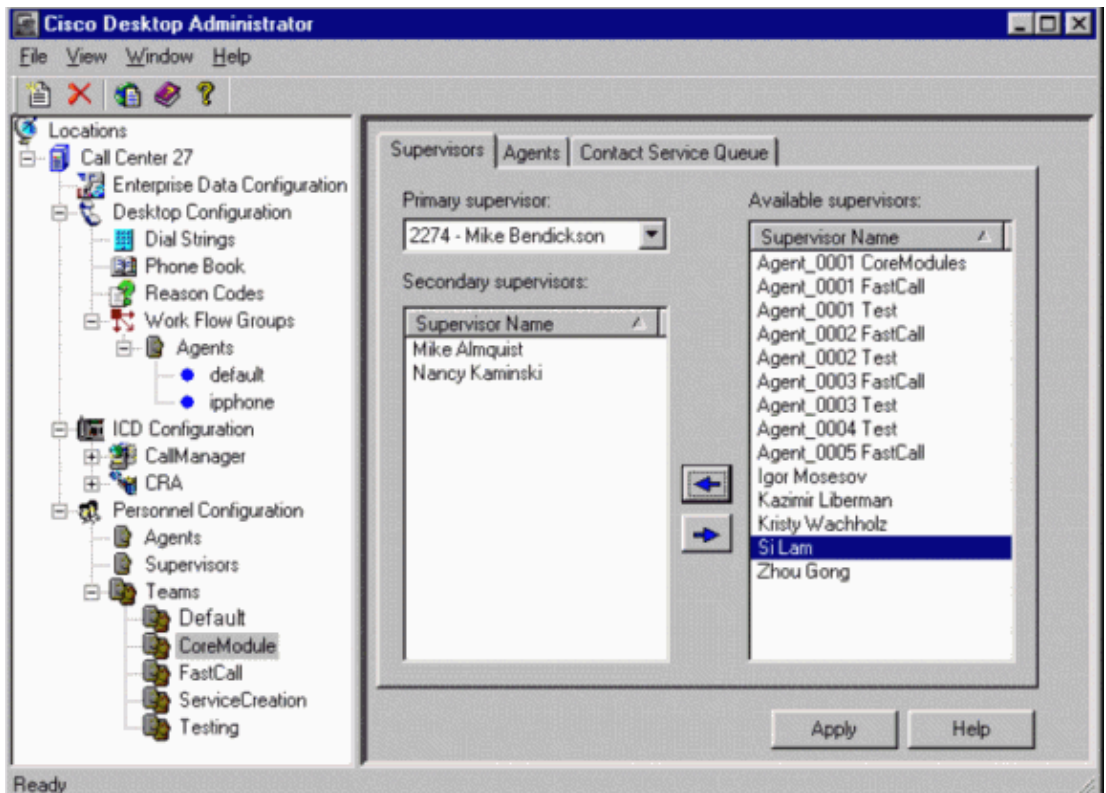 Cisco Desktop Administrator
File View Window Help
Locations
Call Center 27
Enterprise Data Configuration
Desktop Configuration
Dial Strings
Phone Book
Reason Codes
Work Flow Groups
Agents
default
ipphone
ICD Configuration
CallManager
CRA
Personnel Configuration
Agents
Supervisors
Teams
Default
CoreModule
FastCall
ServiceCreation
Testing
Supervisors Agents Contact Service Queue
Primary supervisor:
2274 - Mike Bendickson
Secondary supervisors:
Supervisor Name
Mike Almquist
Nancy Kaminski
Available supervisors:
Supervisor Name
Agent_0001 CoreModules
Agent_0001 FastCall
Agent_0001 Test
Agent_0002 FastCall
Agent_0002 Test
Agent_0003 FastCall
Agent_0003 Test
Agent_0004 Test
Agent_0005 FastCall
Igor Mosesov
Kazimir Liberman
Kristy Wachholz
Si Lam
Zhou Gong
Apply Help
Ready